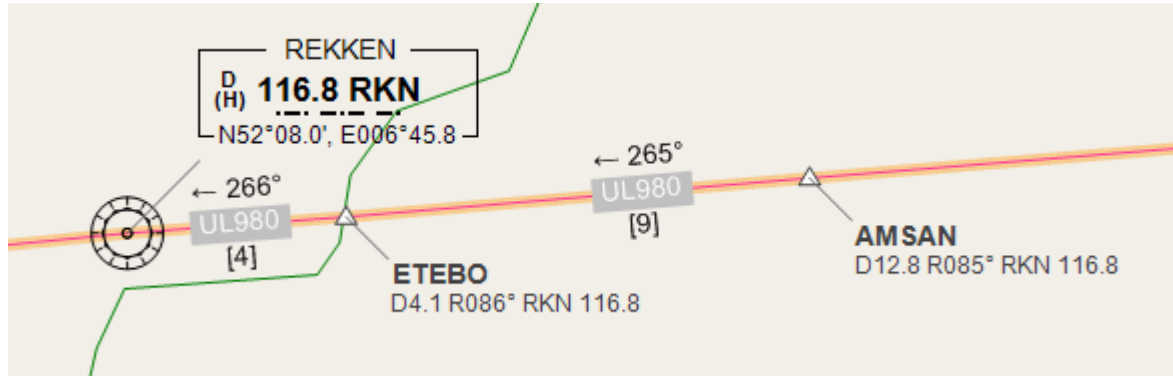 REKKEN
D
(H) 116.8 RKN
N52°08.0', E006°45.8
← 266°
UL980
[4]
← 265°
UL980
[9]
ETEBO
D4.1 R086° RKN 116.8
AMSAN
D12.8 R085° RKN 116.8